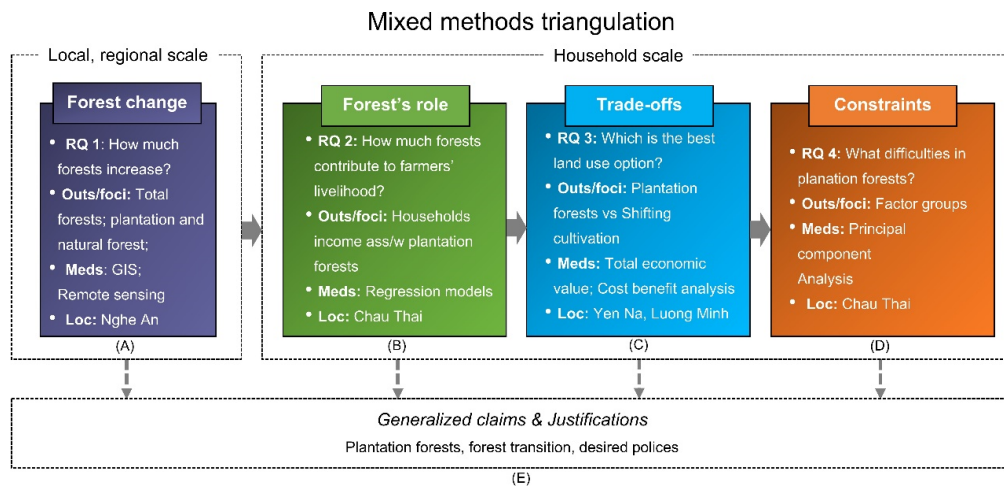 Mixed methods triangulation
Local, regional scale
Household scale
Forest change
• RQ 1: How much
forests increase?
• Outs/foci: Total
forests; plantation and
natural forest;
• Meds: GIS;
Remote sensing
• Loc: Nghe An
(A)
Forest's role
• RQ 2: How much forests
contribute to farmers'
livelihood?
• Outs/foci: Households
income ass/w plantation
forests
• Meds: Regression models
• Loc: Chau Thai
(B)
Trade-offs
• RQ 3: Which is the best
land use option?
• Outs/foci: Plantation
forests vs Shifting
cultivation
• Meds: Total economic
value; Cost benefit analysis
• Loc: Yen Na, Luong Minh
(C)
Constraints
• RQ 4: What difficulties in
planation forests?
• Outs/foci: Factor groups
• Meds: Principal
component
Analysis
• Loc: Chau Thai
(D)
Generalized claims & Justifications
Plantation forests, forest transition, desired polices
(E)